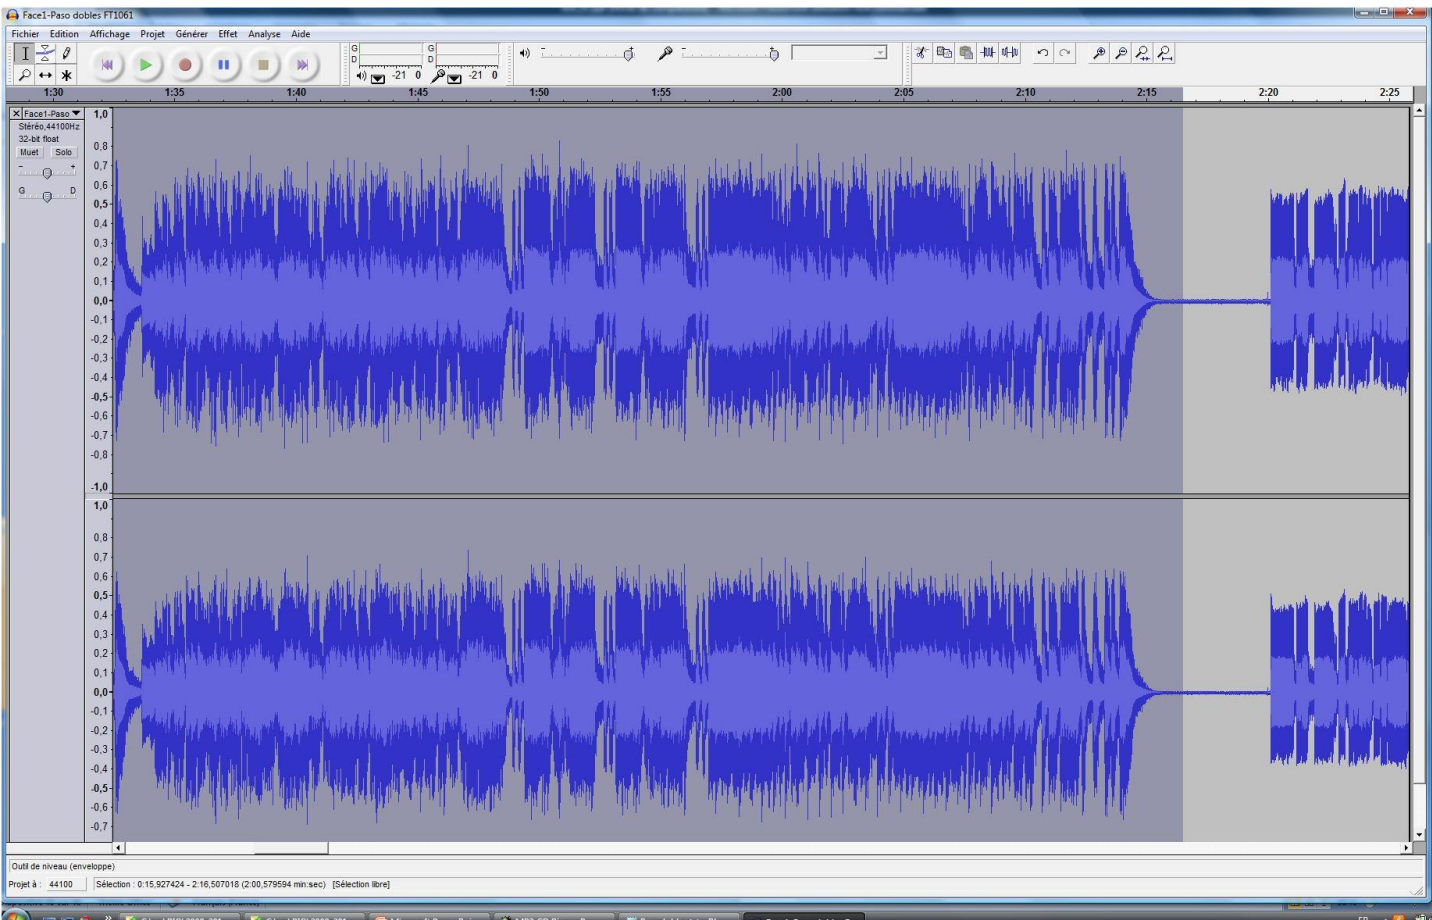 Face1-Paso dobles FT1061
Fichier Edition Affichage Projet Générer Effet Analyse Aide
G G
D D
-21 0 -21 0
- + - +
1:30 1:35 1:40 1:45 1:50 1:55 2:00 2:05 2:10 2:15 2:20 2:25
Face1-Paso
Stéréo,44100Hz
32-bit float
Muet Solo
- +
G D
1,0
0,8
0,7
0,6
0,5
0,4
0,3
0,2
0,1
0,0
-0,1
-0,2
-0,3
-0,4
-0,5
-0,6
-0,7
-0,8
-1,0
1,0
0,8
0,7
0,6
0,5
0,4
0,3
0,2
0,1
0,0
-0,1
-0,2
-0,3
-0,4
-0,5
-0,6
-0,7
Outil de niveau (enveloppe)
Projet à : 44100 Sélection : 0:15,927424 - 2:16,507018 (2:00,579594 min:sec) [Sélection libre]